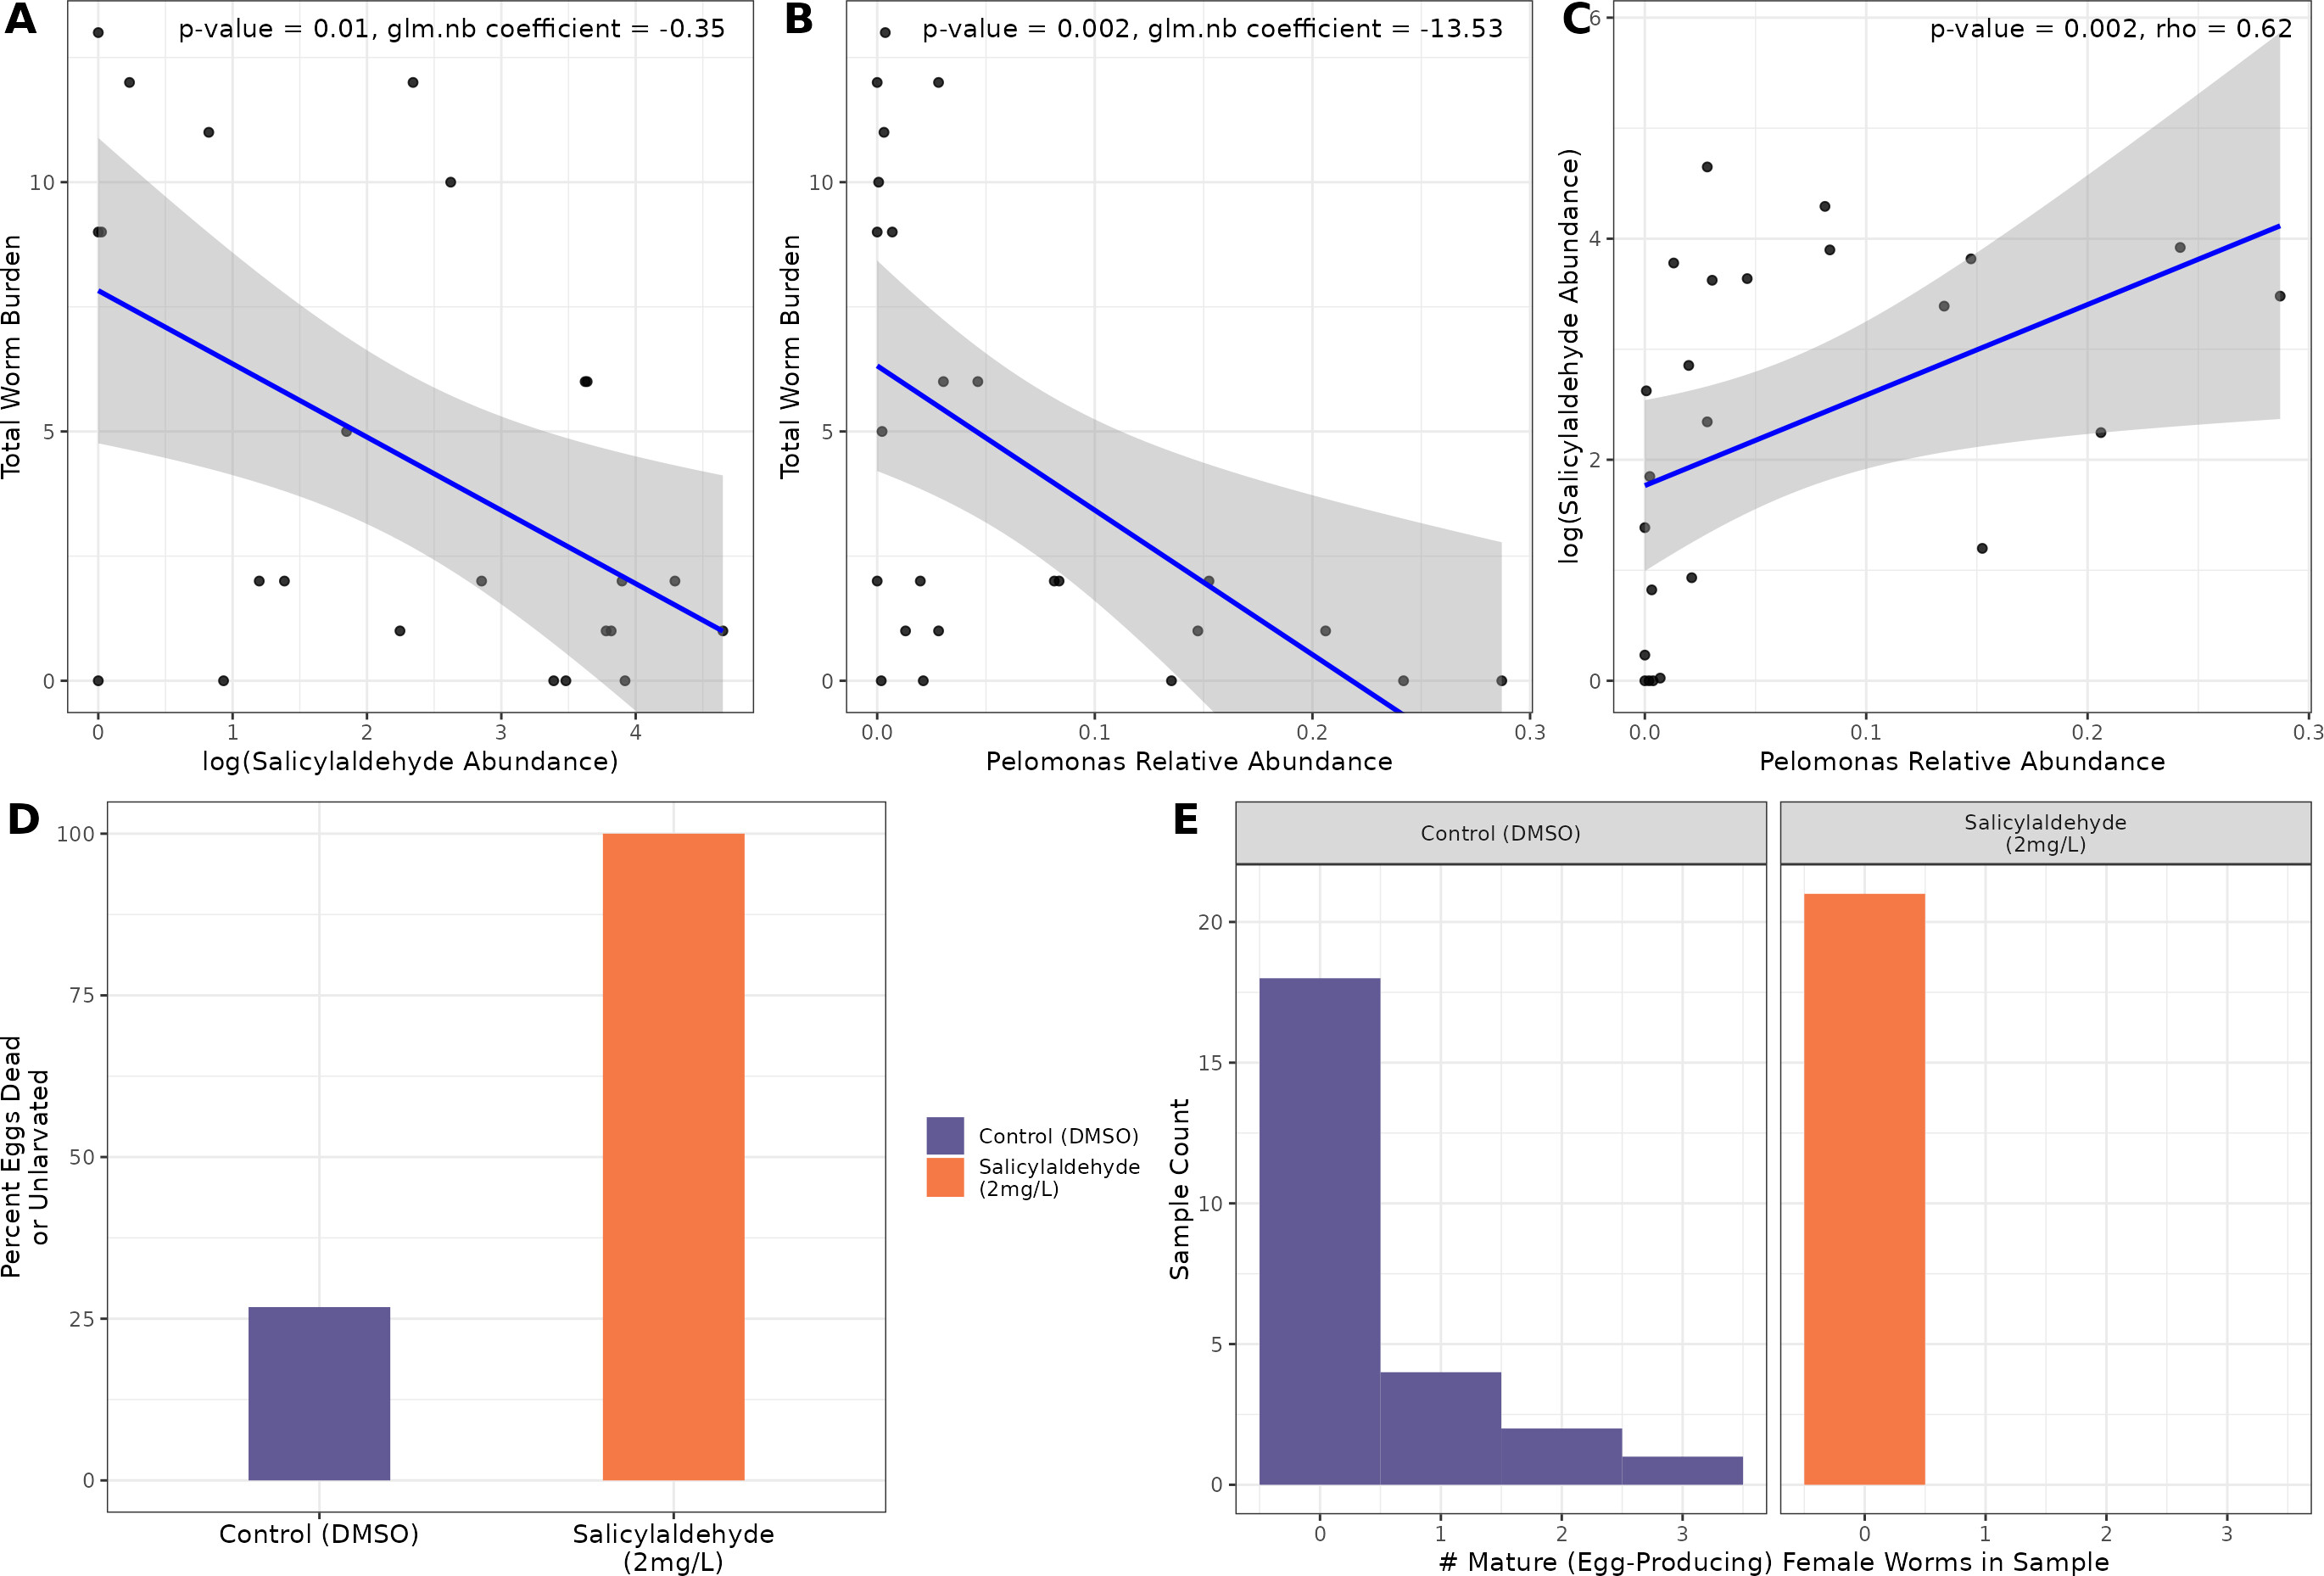 A
p-value = 0.01, glm.nb coefficient = -0.35
Total Worm Burden
10
5
0
0 1 2 3 4
log(Salicylaldehyde Abundance)
B
p-value = 0.002, glm.nb coefficient = -13.53
Total Worm Burden
10
5
0
0.0 0.1 0.2 0.3
Pelomonas Relative Abundance
C
p-value = 0.002, rho = 0.62
log(Salicylaldehyde Abundance)
6
4
2
0
0.0 0.1 0.2 0.3
Pelomonas Relative Abundance
D
Percent Eggs Dead
or Unlarvated
100
75
50
25
0
Control (DMSO)
Salicylaldehyde
(2mg/L)
Control (DMSO)
Salicylaldehyde
(2mg/L)
E
Control (DMSO)
Salicylaldehyde
(2mg/L)
Sample Count
20
15
10
5
0
0 1 2 3
0 1 2 3
# Mature (Egg-Producing) Female Worms in Sample